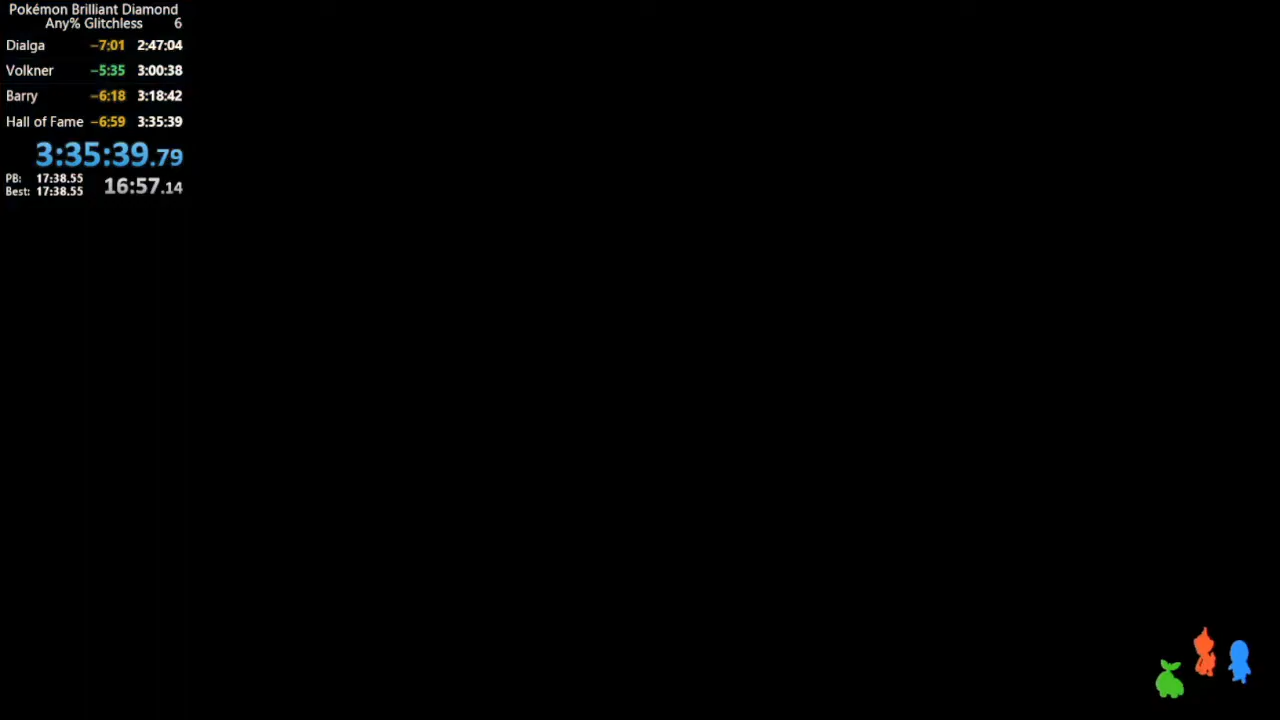 Pokémon Brilliant Diamond
Any% Glitchless 6
Dialga −7:01 2:47:04
Volkner −5:35 3:00:38
Barry −6:18 3:18:42
Hall of Fame −6:59 3:35:39
3:35:39.79
PB: 17:38.55
Best: 17:38.55
16:57.14